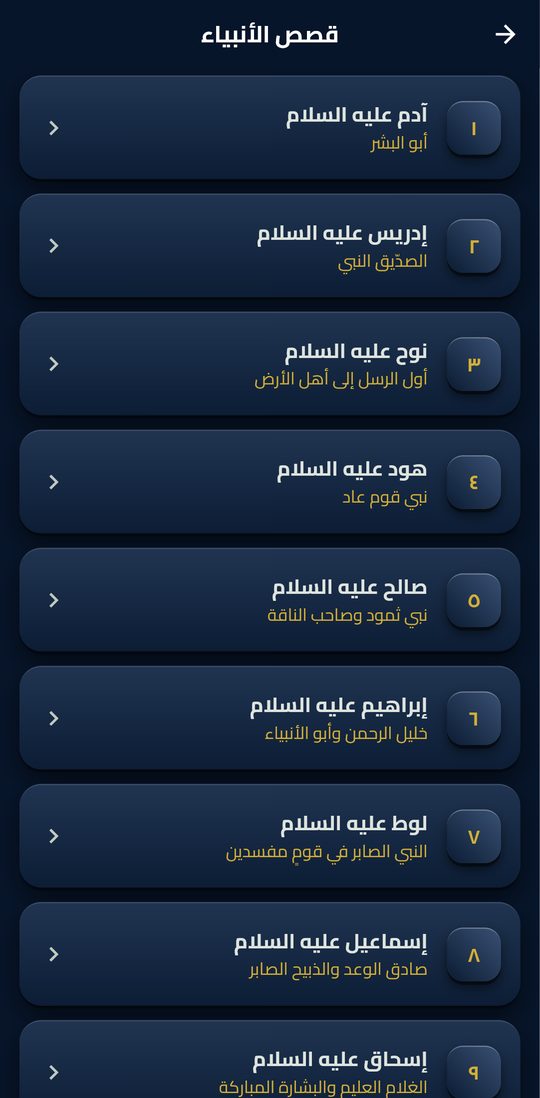 قصص الأنبياء
١
آدم عليه السلام
أبو البشر
٢
إدريس عليه السلام
الصدّيق النبي
٣
نوح عليه السلام
أول الرسل إلى أهل الأرض
٤
هود عليه السلام
نبي قوم عاد
٥
صالح عليه السلام
نبي ثمود وصاحب الناقة
٦
إبراهيم عليه السلام
خليل الرحمن وأبو الأنبياء
٧
لوط عليه السلام
النبي الصابر في قومٍ مفسدين
٨
إسماعيل عليه السلام
صادق الوعد والذبيح الصابر
٩
إسحاق عليه السلام
الغلام العليم والبشارة المباركة